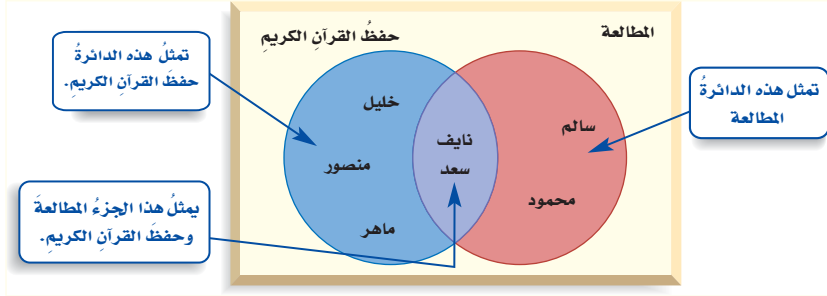 المطالعة
حفظُ القرآنِ الكريمِ
تمثلُ هذه الدائرةُ
حفظَ القرآنِ الكريمِ.
تمثل هذه الدائرةُ
المطالعة
خليل
سالم
نايف
سعد
منصور
محمود
ماهر
يمثلُ هذا الجزءُ المطالعةَ
وحفظَ القرآنِ الكريمِ.